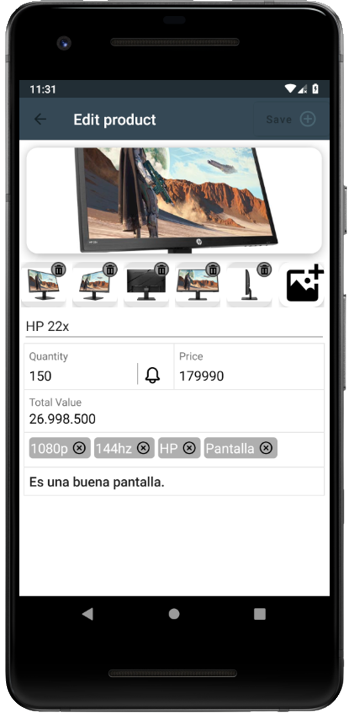 11:31
Edit product
Save
HP 22x
Quantity
Price
150
179990
Total Value
26.998.500
1080p
144hz
HP
Pantalla
Es una buena pantalla.